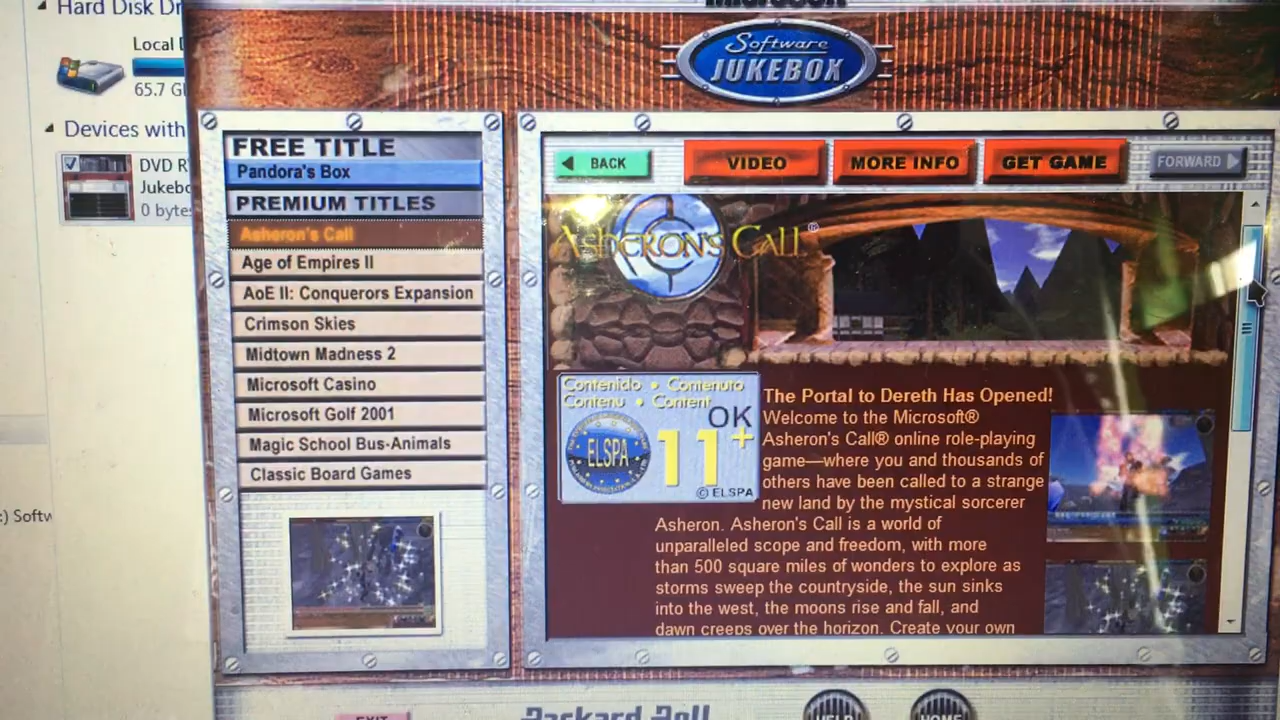 Hard Disk Dr
Local
65.7 G
Devices with
DVD R
Jukebo
0 bytes
:) Softw
Microsoft
Software
JUKEBOX
FREE TITLE
Pandora's Box
PREMIUM TITLES
Asheron's Call
Age of Empires II
AoE II: Conquerors Expansion
Crimson Skies
Midtown Madness 2
Microsoft Casino
Microsoft Golf 2001
Magic School Bus-Animals
Classic Board Games
BACK
VIDEO
MORE INFO
GET GAME
FORWARD
Asheron's Call®
Contenido • Contenuto
Contenu • Content
OK
ELSPA
11+
© ELSPA
The Portal to Dereth Has Opened!
Welcome to the Microsoft®
Asheron's Call® online role-playing
game—where you and thousands of
others have been called to a strange
new land by the mystical sorcerer
Asheron. Asheron's Call is a world of
unparalleled scope and freedom, with more
than 500 square miles of wonders to explore as
storms sweep the countryside, the sun sinks
into the west, the moons rise and fall, and
dawn creeps over the horizon. Create your own
EXIT
Packard Bell
HELP
HOME